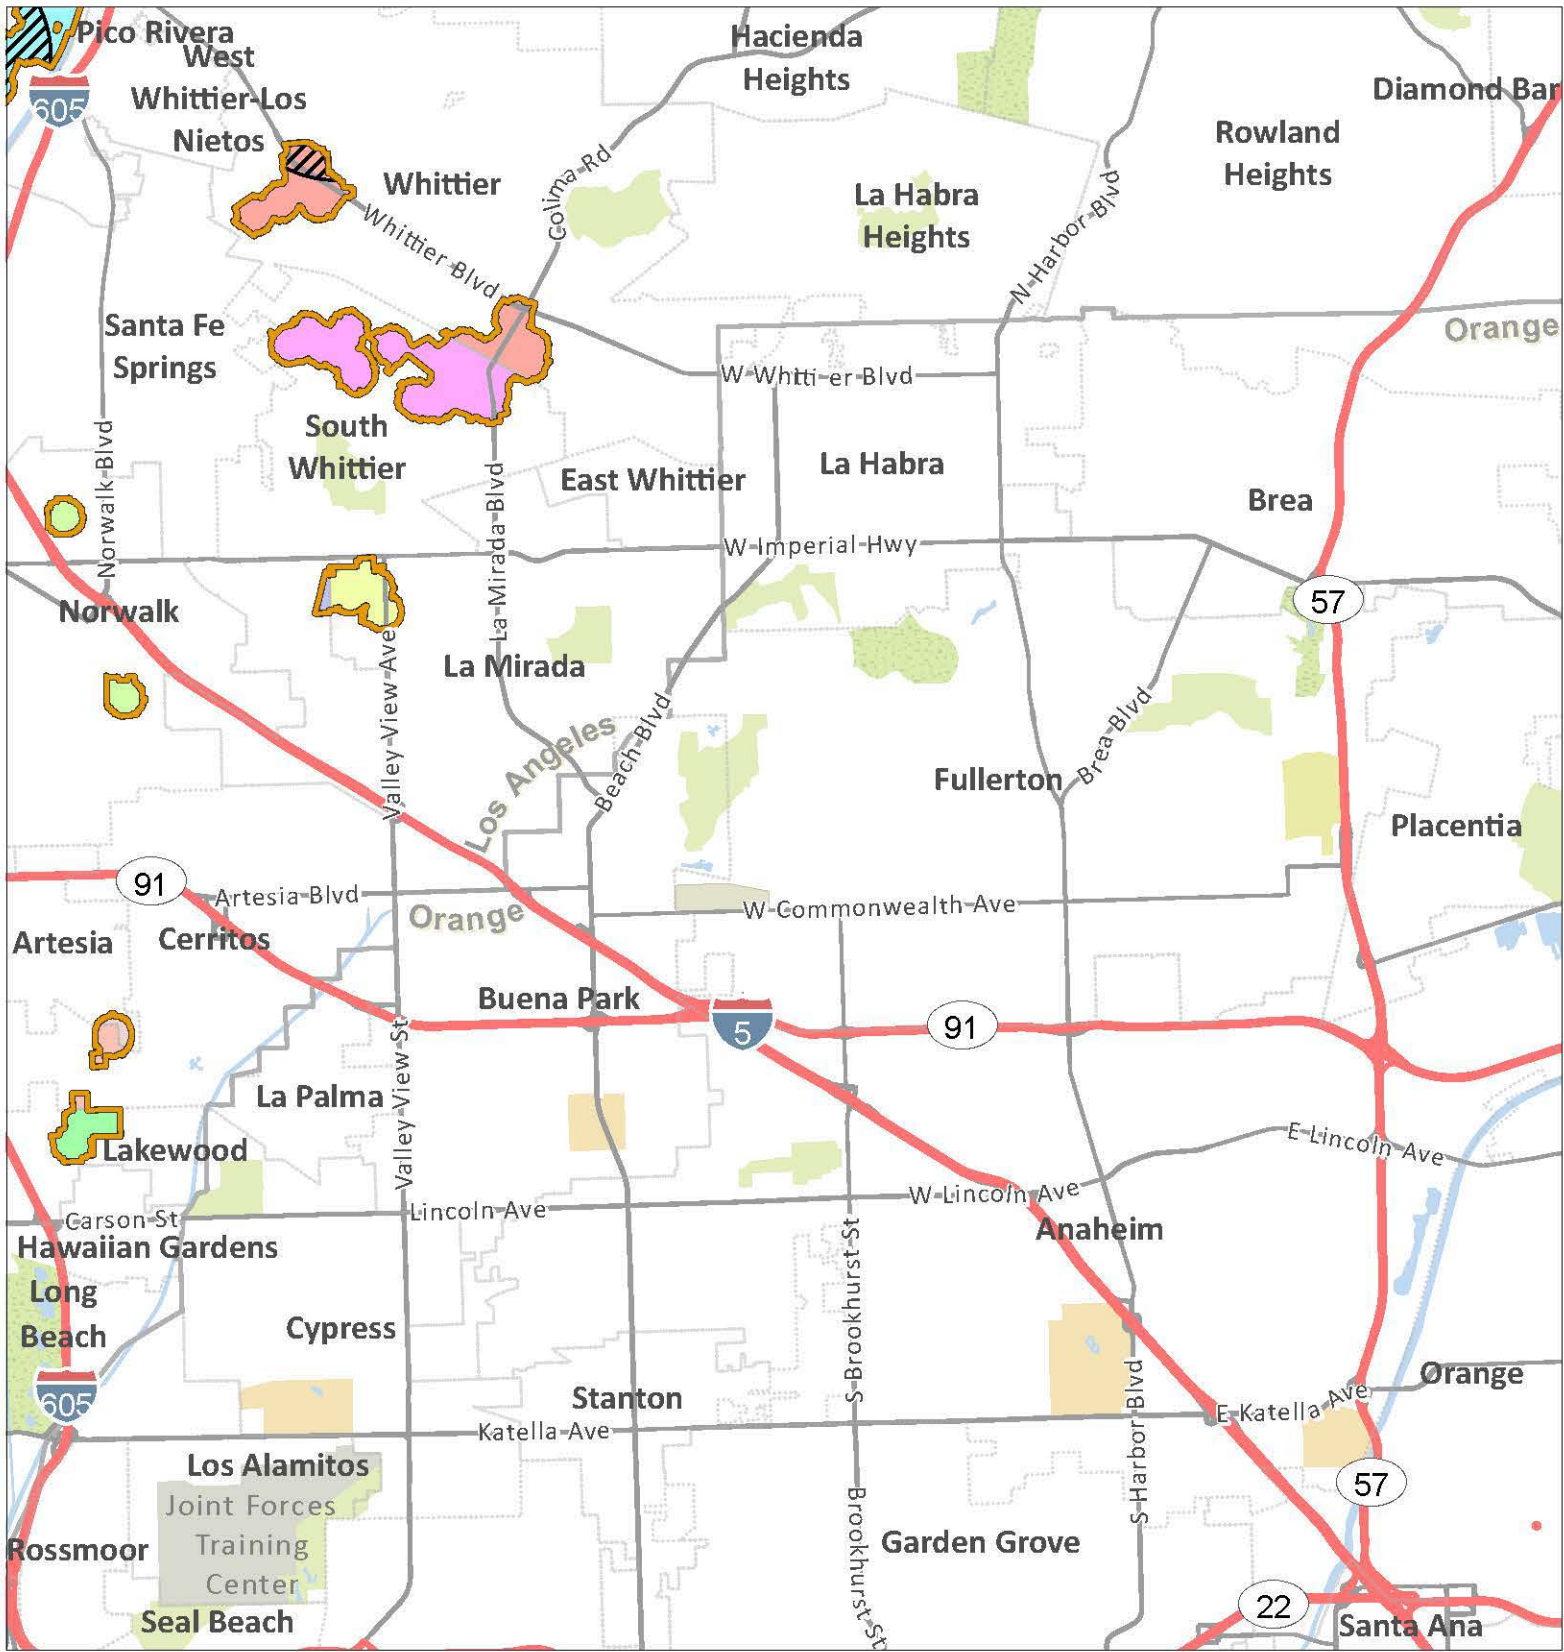 Pico Rivera
605
West
Whittier-Los
Nietos
Hacienda
Heights
Diamond Bar
Rowland
Heights
Whittier
Colima Rd
La Habra
Heights
N Harbor Blvd
Whittier Blvd
Santa Fe
Springs
Orange
W Whittier Blvd
South
Whittier
Norwalk Blvd
La Mirada Blvd
East Whittier
La Habra
Brea
W Imperial Hwy
57
Norwalk
Valley View Ave
La Mirada
Los Angeles
Beach Blvd
Brea Blvd
Fullerton
Placentia
91
Artesia Blvd
Orange
W Commonwealth Ave
Artesia
Cerritos
Buena Park
5
91
Valley View St
La Palma
Lakewood
E Lincoln Ave
Carson St
Lincoln Ave
W Lincoln Ave
Anaheim
Hawaiian Gardens
Long
Beach
Cypress
S Brookhurst St
605
Stanton
S Harbor Blvd
Orange
Katella Ave
E Katella Ave
Los Alamitos
Joint Forces
Training
Center
57
Brookhurst St
Garden Grove
Rossmoor
Seal Beach
22
Santa Ana